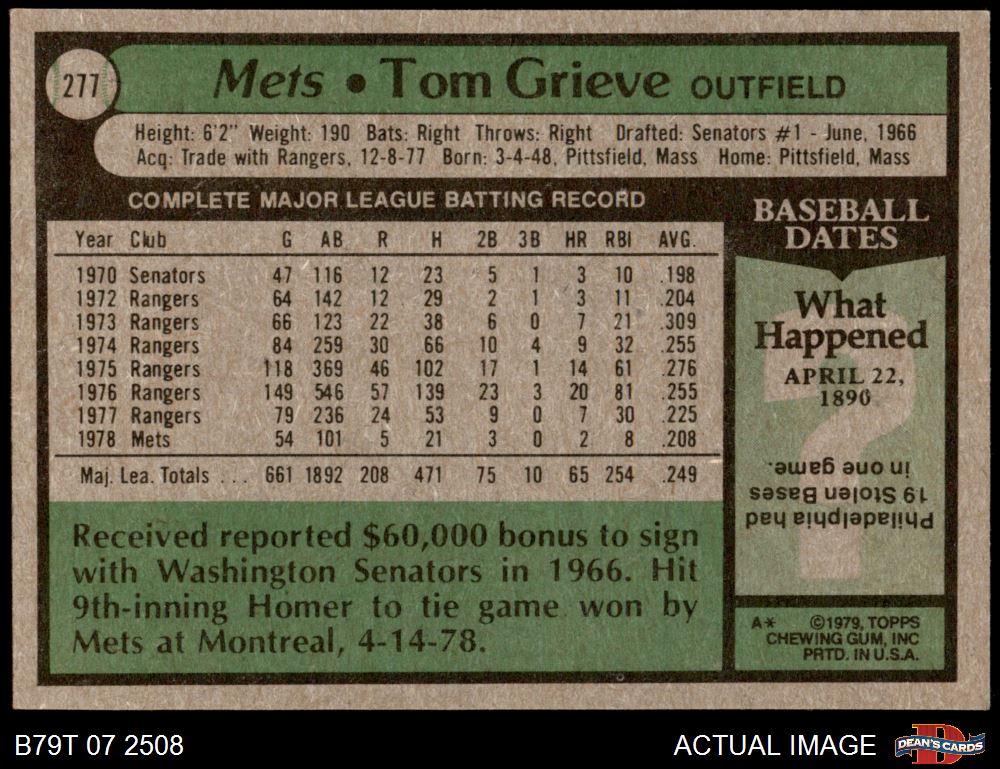 277
Mets • Tom Grieve OUTFIELD
Height: 6'2" Weight: 190 Bats: Right Throws: Right Drafted: Senators #1 - June, 1966
Acq: Trade with Rangers, 12-8-77 Born: 3-4-48, Pittsfield, Mass Home: Pittsfield, Mass
COMPLETE MAJOR LEAGUE BATTING RECORD
Year Club G AB R H 2B 3B HR RBI AVG.
1970 Senators 47 116 12 23 5 1 3 10 .198
1972 Rangers 64 142 12 29 2 1 3 11 .204
1973 Rangers 66 123 22 38 6 0 7 21 .309
1974 Rangers 84 259 30 66 10 4 9 32 .255
1975 Rangers 118 369 46 102 17 1 14 61 .276
1976 Rangers 149 546 57 139 23 3 20 81 .255
1977 Rangers 79 236 24 53 9 0 7 30 .225
1978 Mets 54 101 5 21 3 0 2 8 .208
Maj. Lea. Totals ... 661 1892 208 471 75 10 65 254 .249
Received reported $60,000 bonus to sign
with Washington Senators in 1966. Hit
9th-inning Homer to tie game won by
Mets at Montreal, 4-14-78.
BASEBALL
DATES
What
Happened
APRIL 22,
1890
?
Philadelphia had
19 Stolen Bases
in one game.
A* ©1979, TOPPS
CHEWING GUM, INC
PRTD. IN U.S.A.
B79T 07 2508
ACTUAL IMAGE
D
DEAN'S CARDS